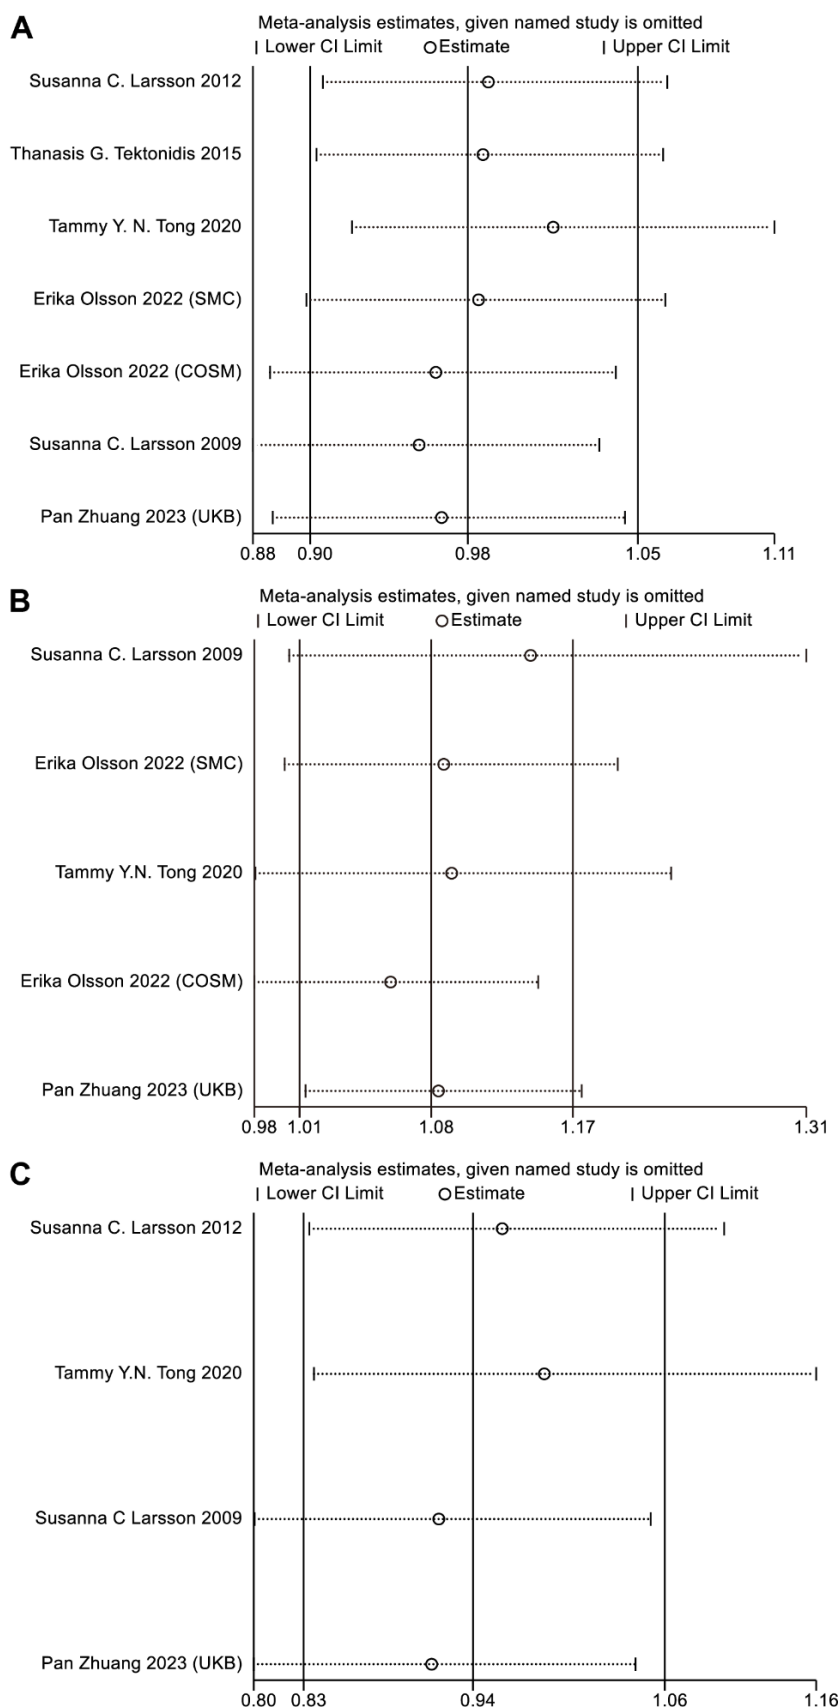 A
Meta-analysis estimates, given named study is omitted
| Lower CI Limit ○Estimate | Upper CI Limit
Susanna C. Larsson 2012
Thanasis G. Tektonidis 2015
Tammy Y. N. Tong 2020
Erika Olsson 2022 (SMC)
Erika Olsson 2022 (COSM)
Susanna C. Larsson 2009
Pan Zhuang 2023 (UKB)
0.88 0.90 0.98 1.05 1.11
B
Meta-analysis estimates, given named study is omitted
| Lower CI Limit ○Estimate | Upper CI Limit
Susanna C. Larsson 2009
Erika Olsson 2022 (SMC)
Tammy Y.N. Tong 2020
Erika Olsson 2022 (COSM)
Pan Zhuang 2023 (UKB)
0.98 1.01 1.08 1.17 1.31
C
Meta-analysis estimates, given named study is omitted
| Lower CI Limit ○Estimate | Upper CI Limit
Susanna C. Larsson 2012
Tammy Y.N. Tong 2020
Susanna C Larsson 2009
Pan Zhuang 2023 (UKB)
0.80 0.83 0.94 1.06 1.16